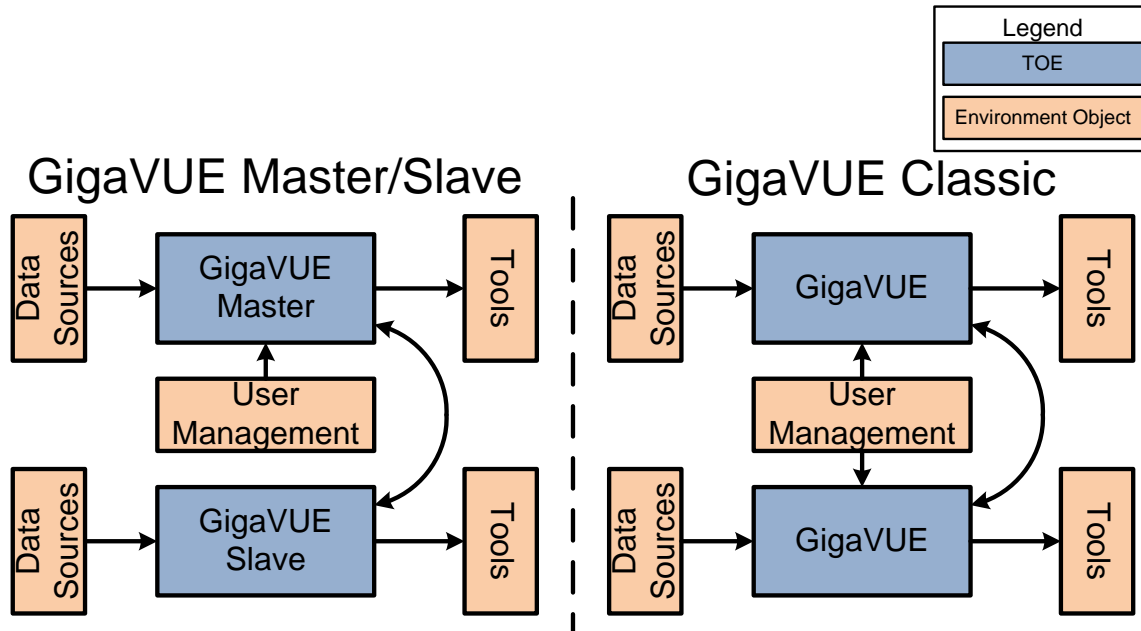 Legend
TOE
Environment Object
GigaVUE Master/Slave
Data
Sources
GigaVUE
Master
Tools
User
Management
Data
Sources
GigaVUE
Slave
Tools
GigaVUE Classic
Data
Sources
GigaVUE
Tools
User
Management
Data
Sources
GigaVUE
Tools